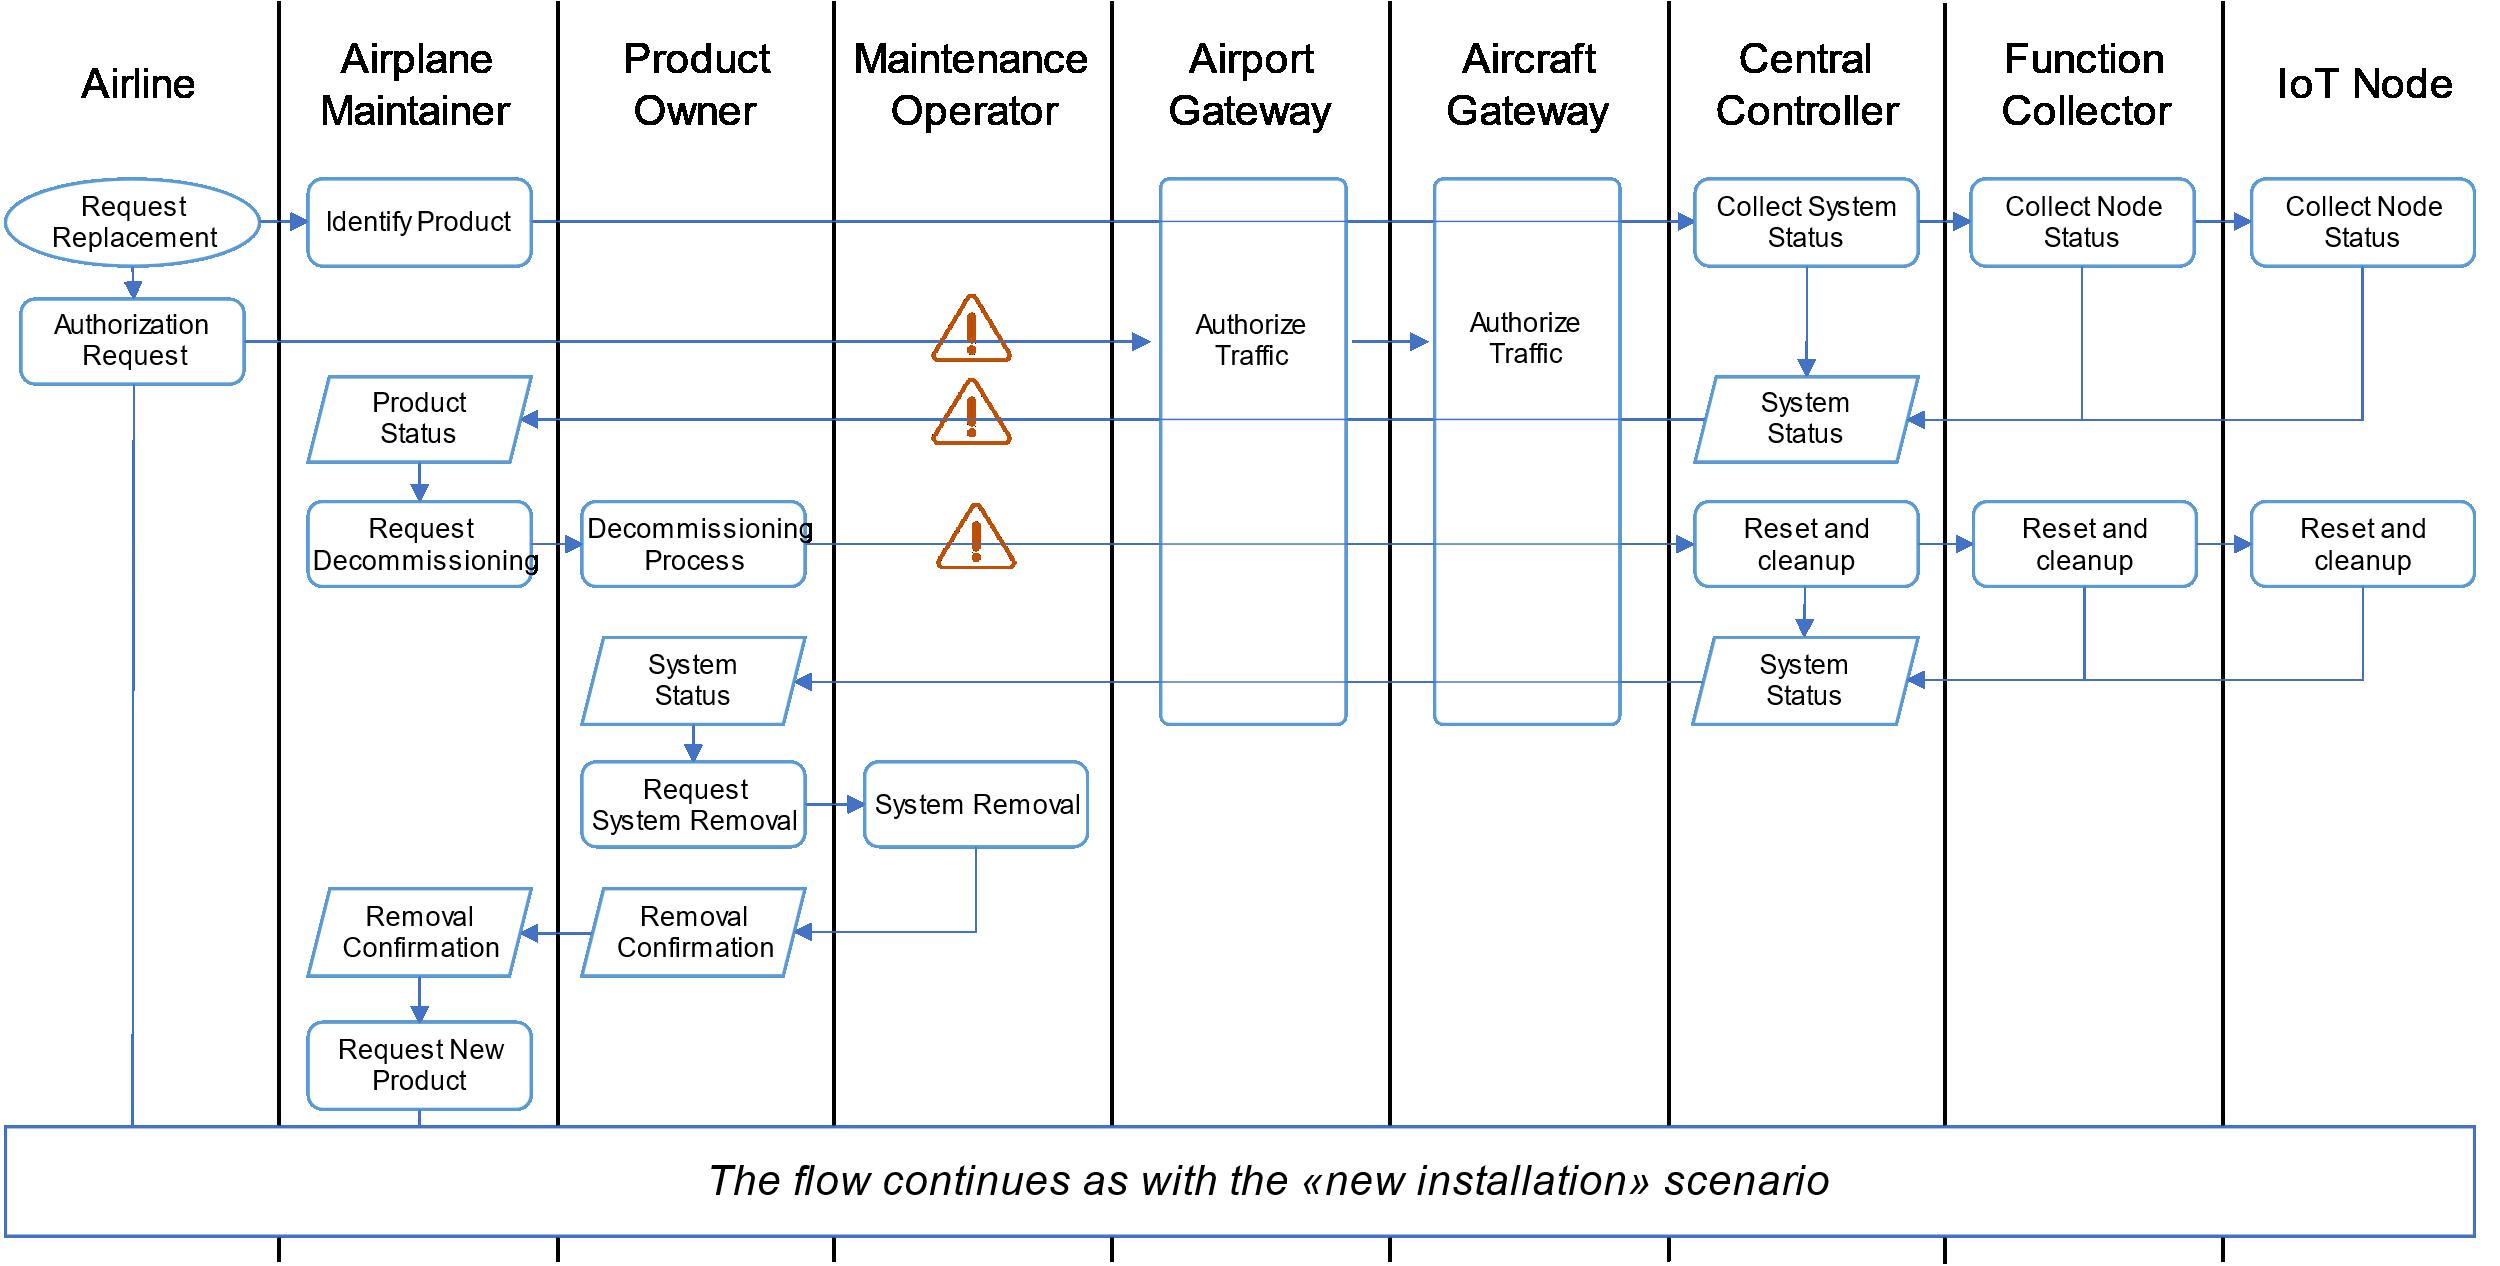 Airline
Airplane
Maintainer
Product
Owner
Maintenance
Operator
Airport
Gateway
Aircraft
Gateway
Central
Controller
Function
Collector
IoT Node
Request
Replacement
Identify Product
Collect System
Status
Collect Node
Status
Collect Node
Status
Authorization
Request
Authorize
Traffic
Authorize
Traffic
Product
Status
System
Status
Request
Decommissioning
Decommissioning
Process
Reset and
cleanup
Reset and
cleanup
Reset and
cleanup
System
Status
System
Status
Request
System Removal
System Removal
Removal
Confirmation
Removal
Confirmation
Request New
Product
The flow continues as with the «new installation» scenario